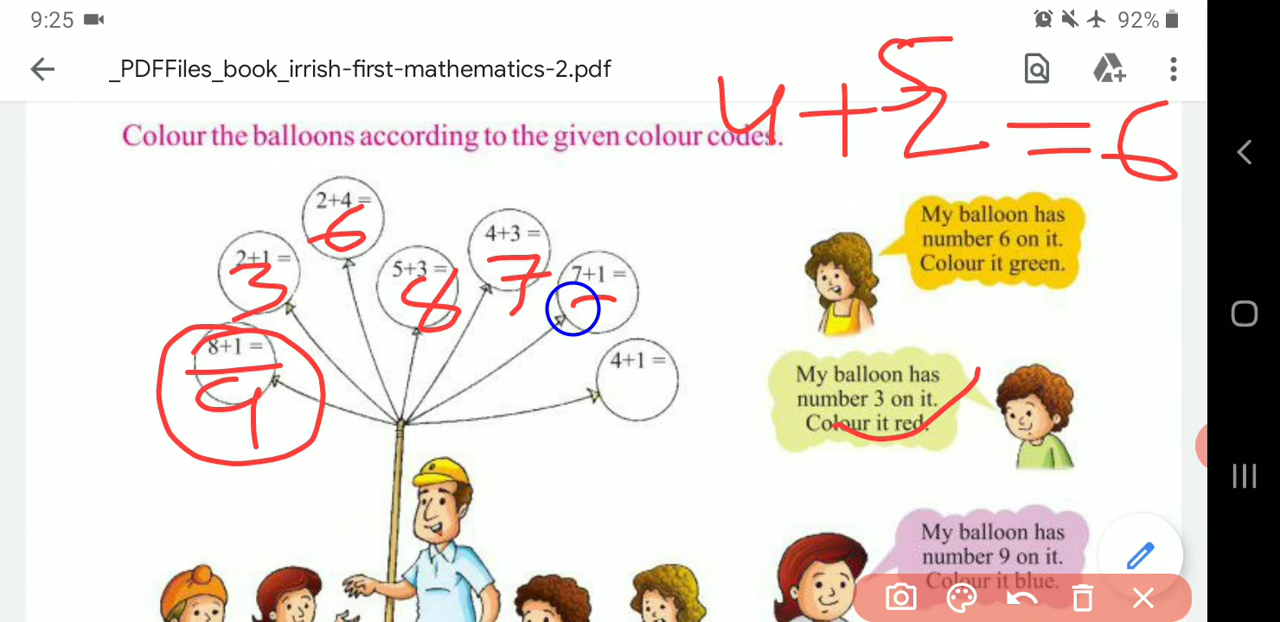 9:25 92%
_PDFFiles_book_irrish-first-mathematics-2.pdf
4+2=6
5
Colour the balloons according to the given colour codes.
2+4 =
6
2+1 =
3
5+3 =
8
4+3 =
7
7+1 =
8+1 =
9
4+1 =
My balloon has
number 6 on it.
Colour it green.
My balloon has
number 3 on it.
Colour it red.
My balloon has
number 9 on it.
Colour it blue.